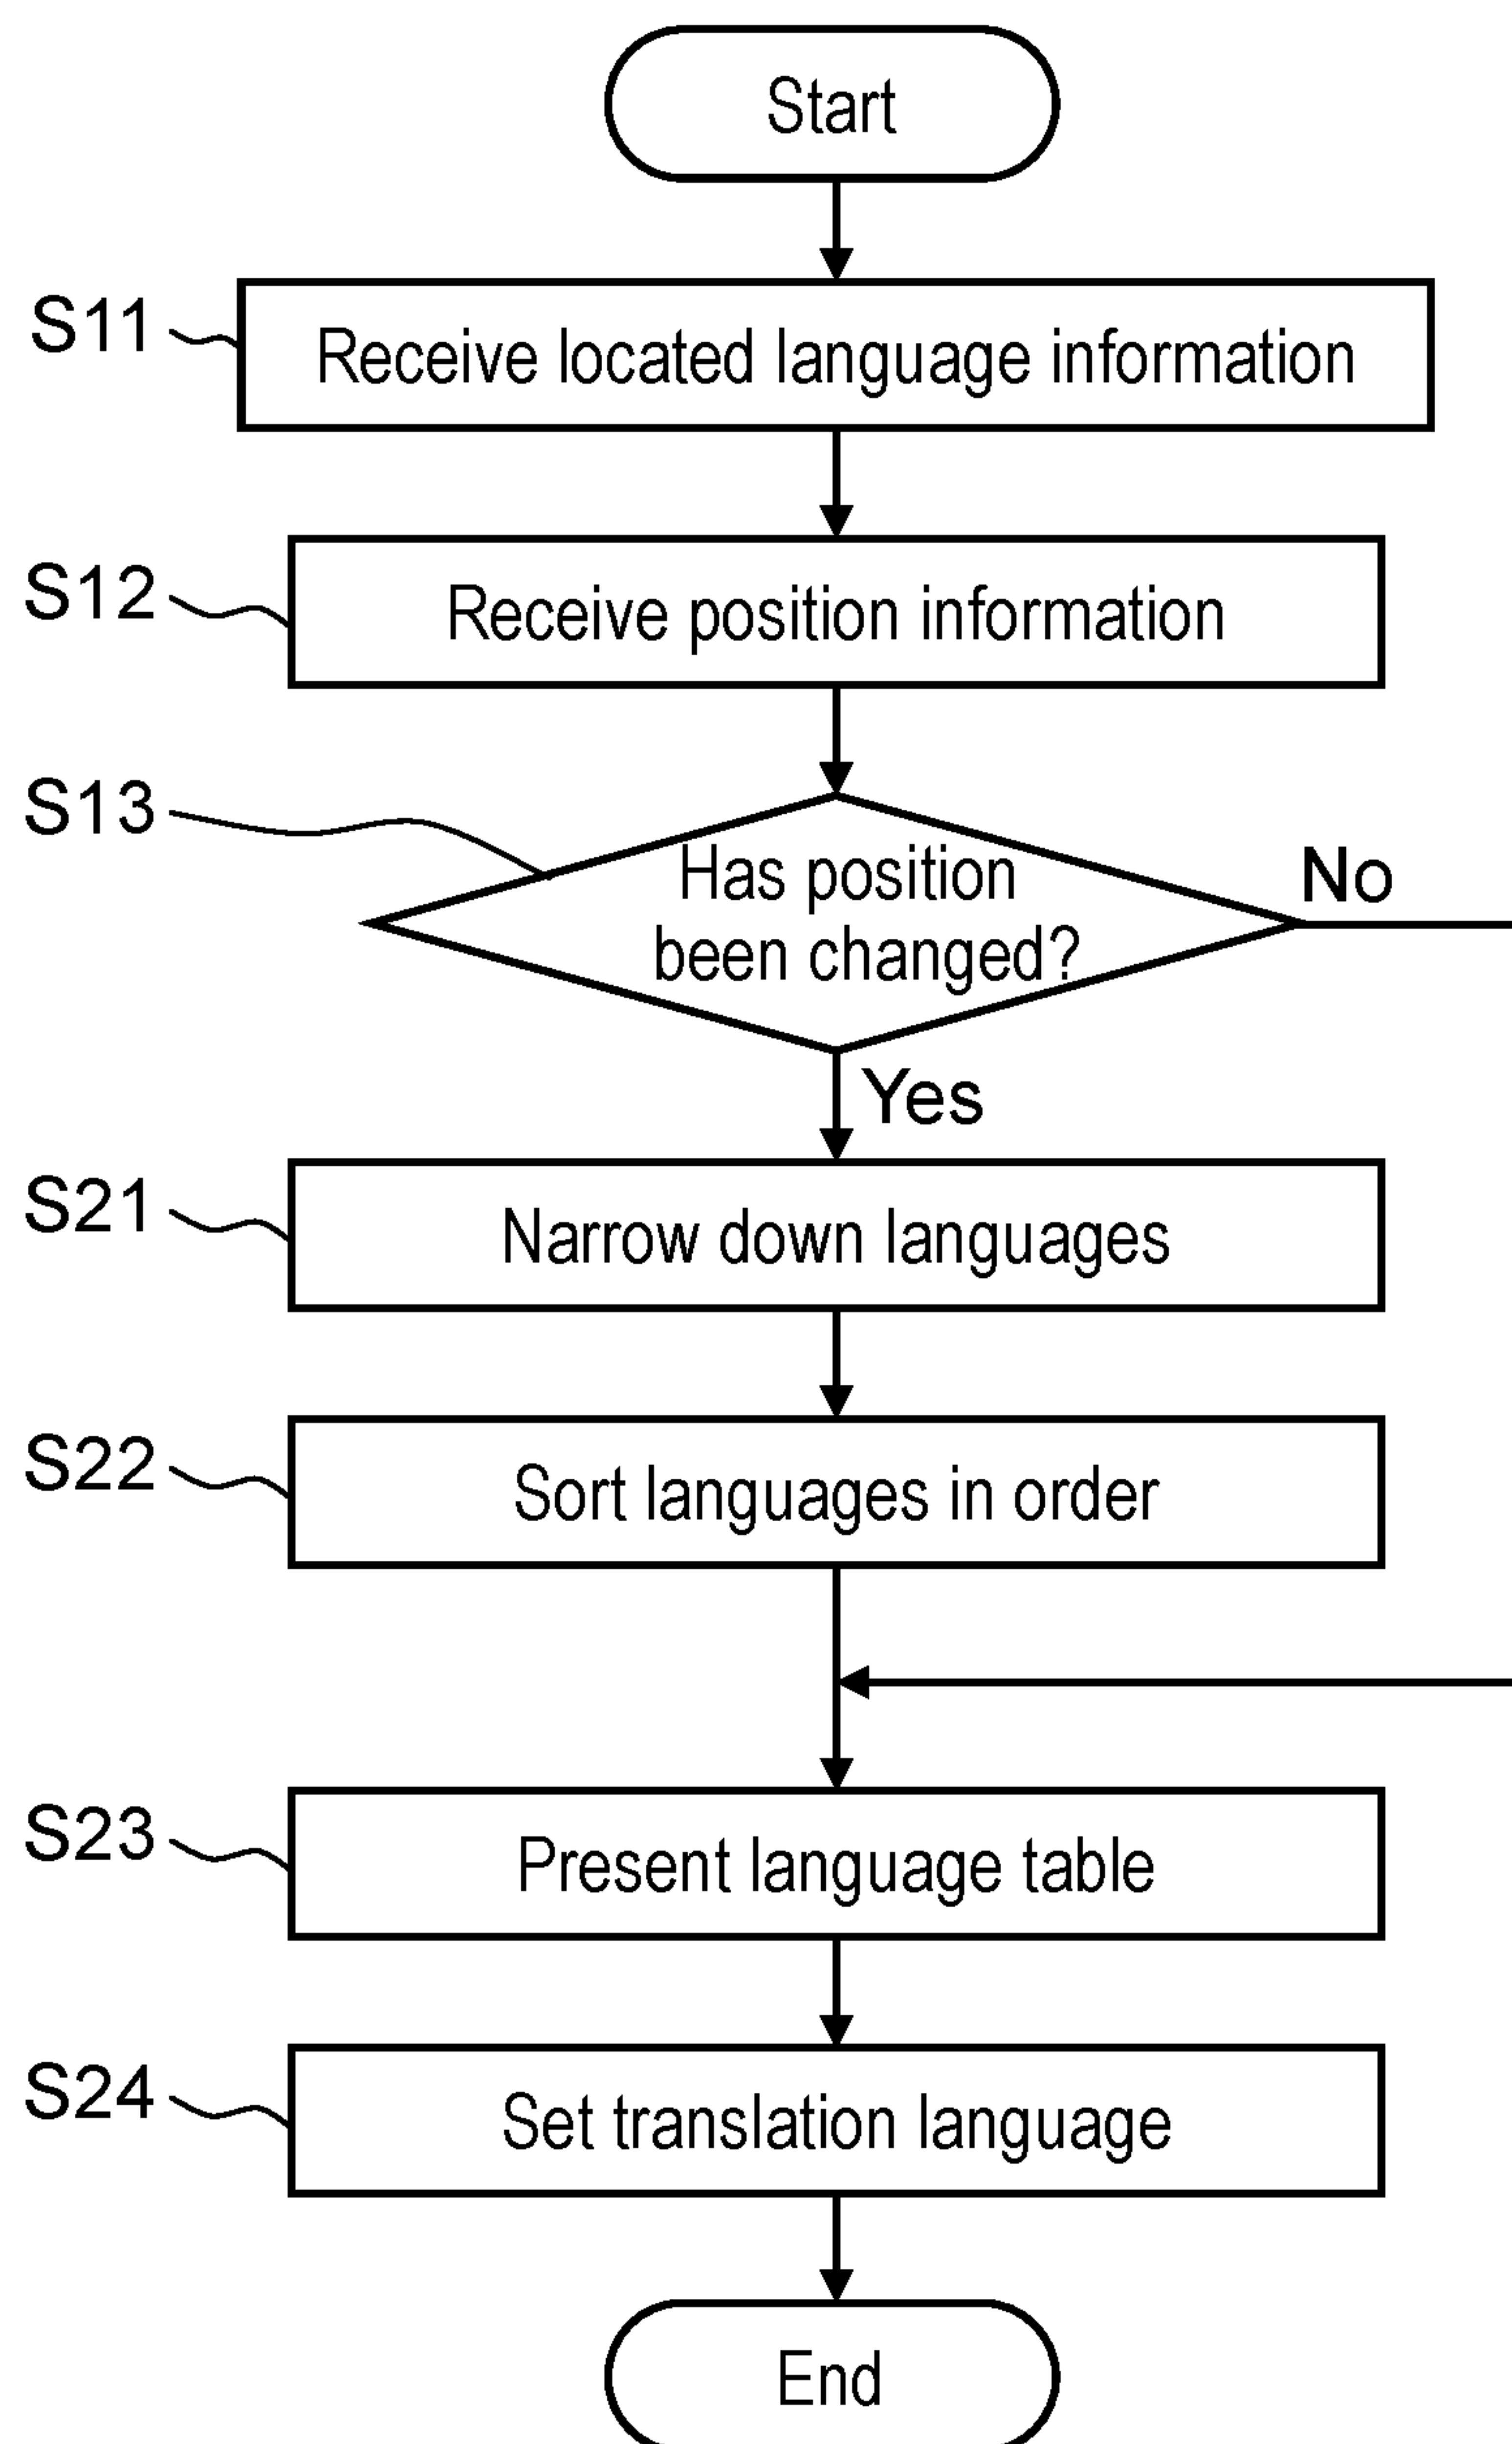 Start
S11
Receive located language information
S12
Receive position information
S13
Has position
been changed?
No
Yes
S21
Narrow down languages
S22
Sort languages in order
S23
Present language table
S24
Set translation language
End